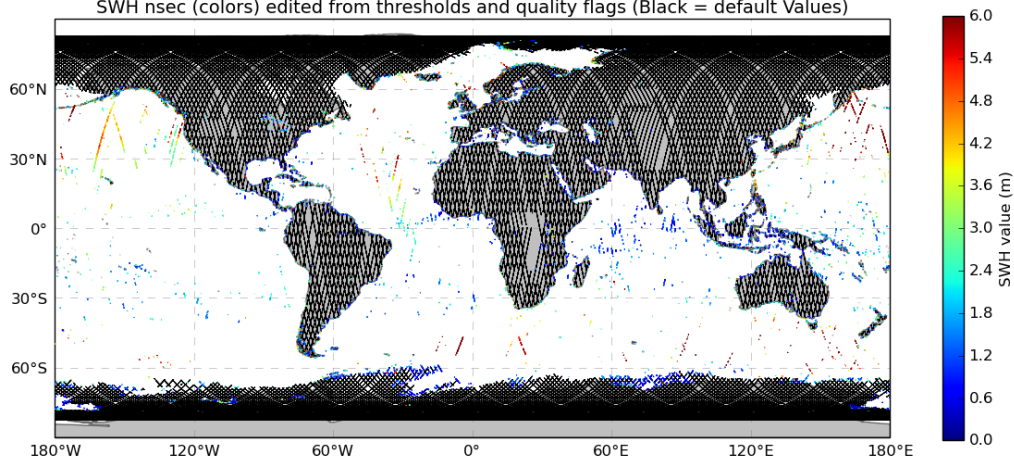 SWH nsec (colors) edited from thresholds and quality flags (Black = default Values)
60°N
30°N
0°
30°S
60°S
180°W 120°W 60°W 0° 60°E 120°E 180°E
6.0
5.4
4.8
4.2
3.6
3.0
2.4
1.8
1.2
0.6
0.0
SWH value (m)